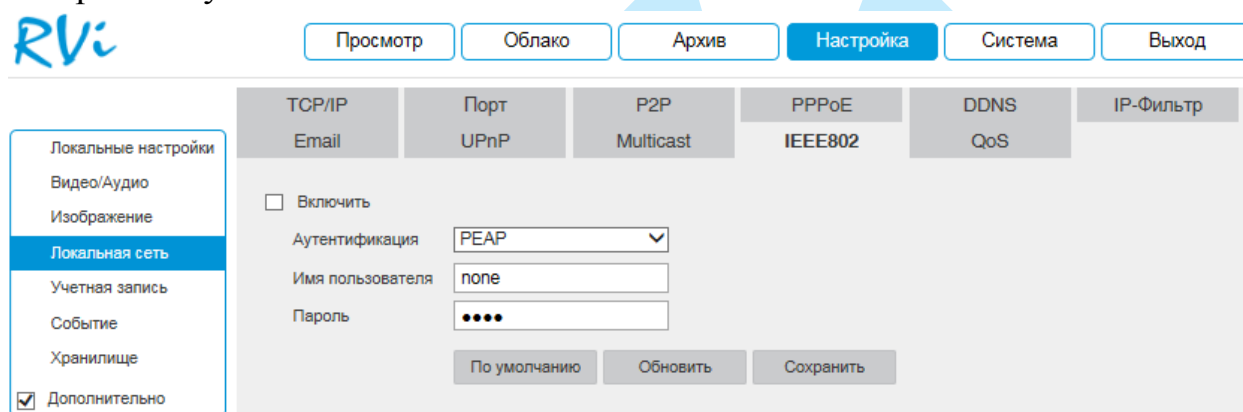 RVi
Просмотр Облако Архив Настройка Система Выход
TCP/IP Порт P2P PPPoE DDNS IP-Фильтр
Email UPnP Multicast IEEE802 QoS
Локальные настройки
Видео/Аудио
Изображение
Локальная сеть
Учетная запись
Событие
Хранилище
Дополнительно
Включить
Аутентификация PEAP
Имя пользователя none
Пароль ••••
По умолчанию Обновить Сохранить